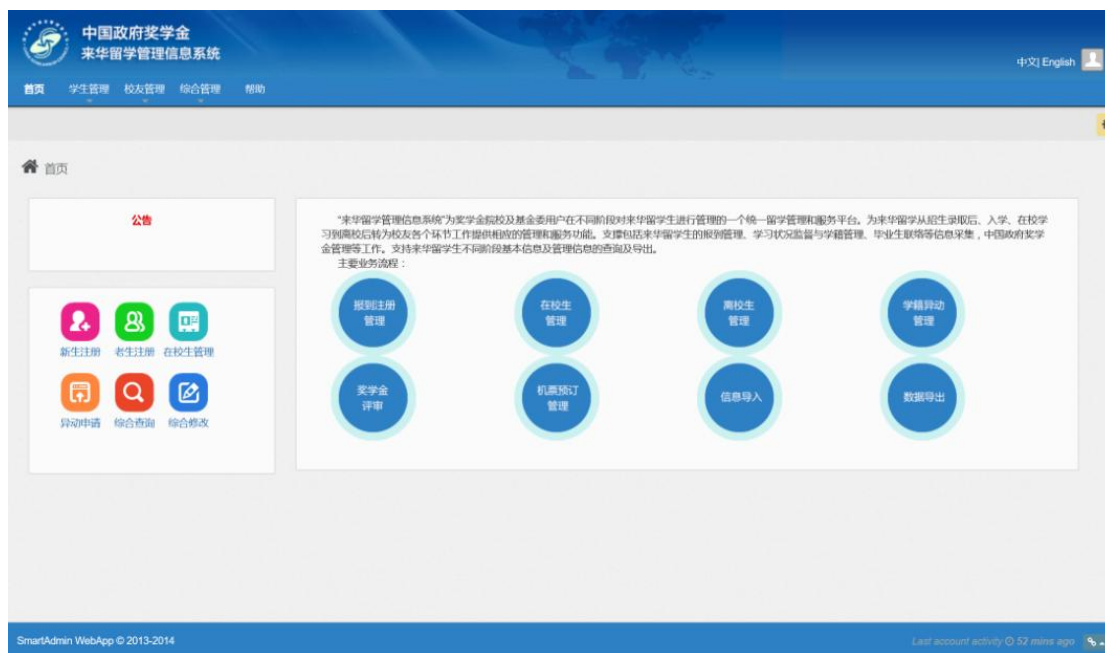 中国政府奖学金
来华留学管理信息系统
中文| English
首页 学生管理 校友管理 综合管理 帮助
首页
公告
"来华留学管理信息系统"为奖学金院校及基金委用户在不同阶段对来华留学生进行管理的一个统一留学管理和服务平台。为来华留学从招生录取后、入学、在校学
习到离校后转为校友各个环节工作提供相应的管理和服务功能。支撑包括来华留学生的报到管理、学习状况监督与学籍管理、毕业生联络等信息采集，中国政府奖学
金管理等工作。支持来华留学生不同阶段基本信息及管理信息的查询及导出。
主要业务流程：
报到注册
管理
在校生
管理
离校生
管理
学籍异动
管理
奖学金
评审
机票预订
管理
信息导入
数据导出
新生注册 老生注册 在校生管理
异动申请 综合查询 综合修改
SmartAdmin WebApp © 2013-2014
Last account activity 52 mins ago